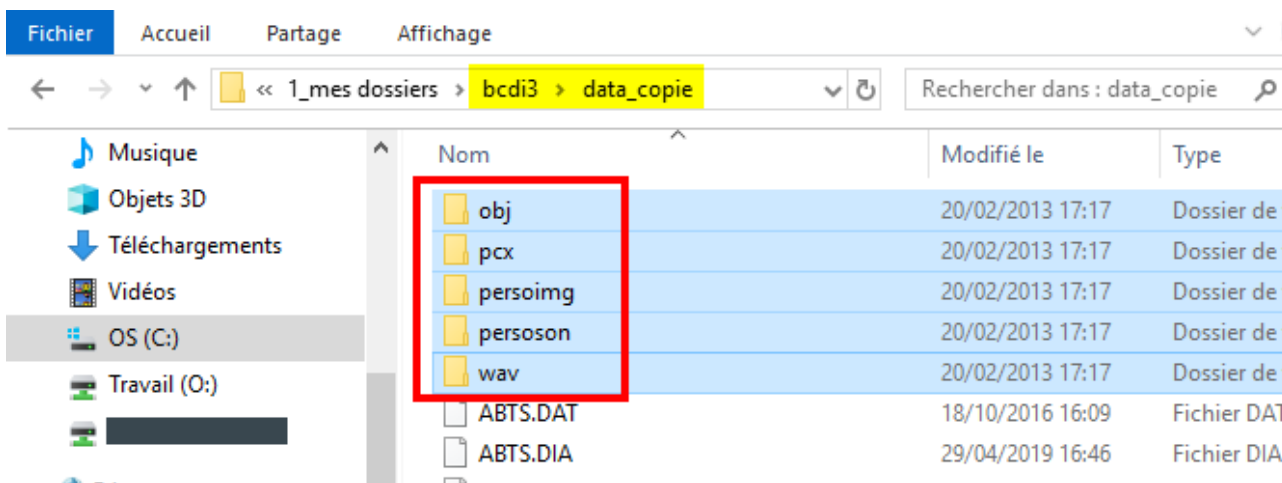 Fichier Accueil Partage Affichage
« 1_mes dossiers > bcdi3 > data_copie Rechercher dans : data_copie
Musique Nom Modifié le Type
Objets 3D obj 20/02/2013 17:17 Dossier de
Téléchargements pcx 20/02/2013 17:17 Dossier de
Vidéos persoimg 20/02/2013 17:17 Dossier de
OS (C:) persoson 20/02/2013 17:17 Dossier de
Travail (O:) wav 20/02/2013 17:17 Dossier de
ABTS.DAT 18/10/2016 16:09 Fichier DAT
ABTS.DIA 29/04/2019 16:46 Fichier DIA